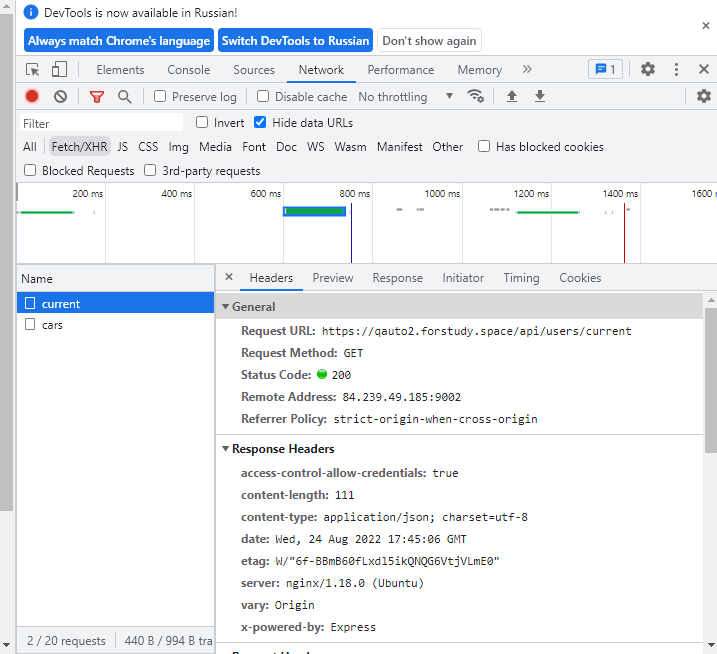 DevTools is now available in Russian!
Always match Chrome's language Switch DevTools to Russian Don't show again
Elements Console Sources Network Performance Memory 1
Preserve log Disable cache No throttling
Filter Invert Hide data URLs
All Fetch/XHR JS CSS Img Media Font Doc WS Wasm Manifest Other Has blocked cookies
Blocked Requests 3rd-party requests
200 ms 400 ms 600 ms 800 ms 1000 ms 1200 ms 1400 ms 1600
Name
current
cars
Headers Preview Response Initiator Timing Cookies
General
Request URL: https://qauto2.forstudy.space/api/users/current
Request Method: GET
Status Code: 200
Remote Address: 84.239.49.185:9002
Referrer Policy: strict-origin-when-cross-origin
Response Headers
access-control-allow-credentials: true
content-length: 111
content-type: application/json; charset=utf-8
date: Wed, 24 Aug 2022 17:45:06 GMT
etag: W/"6f-BBmB60fLxdl5ikQNQG6VtjVLmE0"
server: nginx/1.18.0 (Ubuntu)
vary: Origin
x-powered-by: Express
2 / 20 requests 440 B / 994 B tra